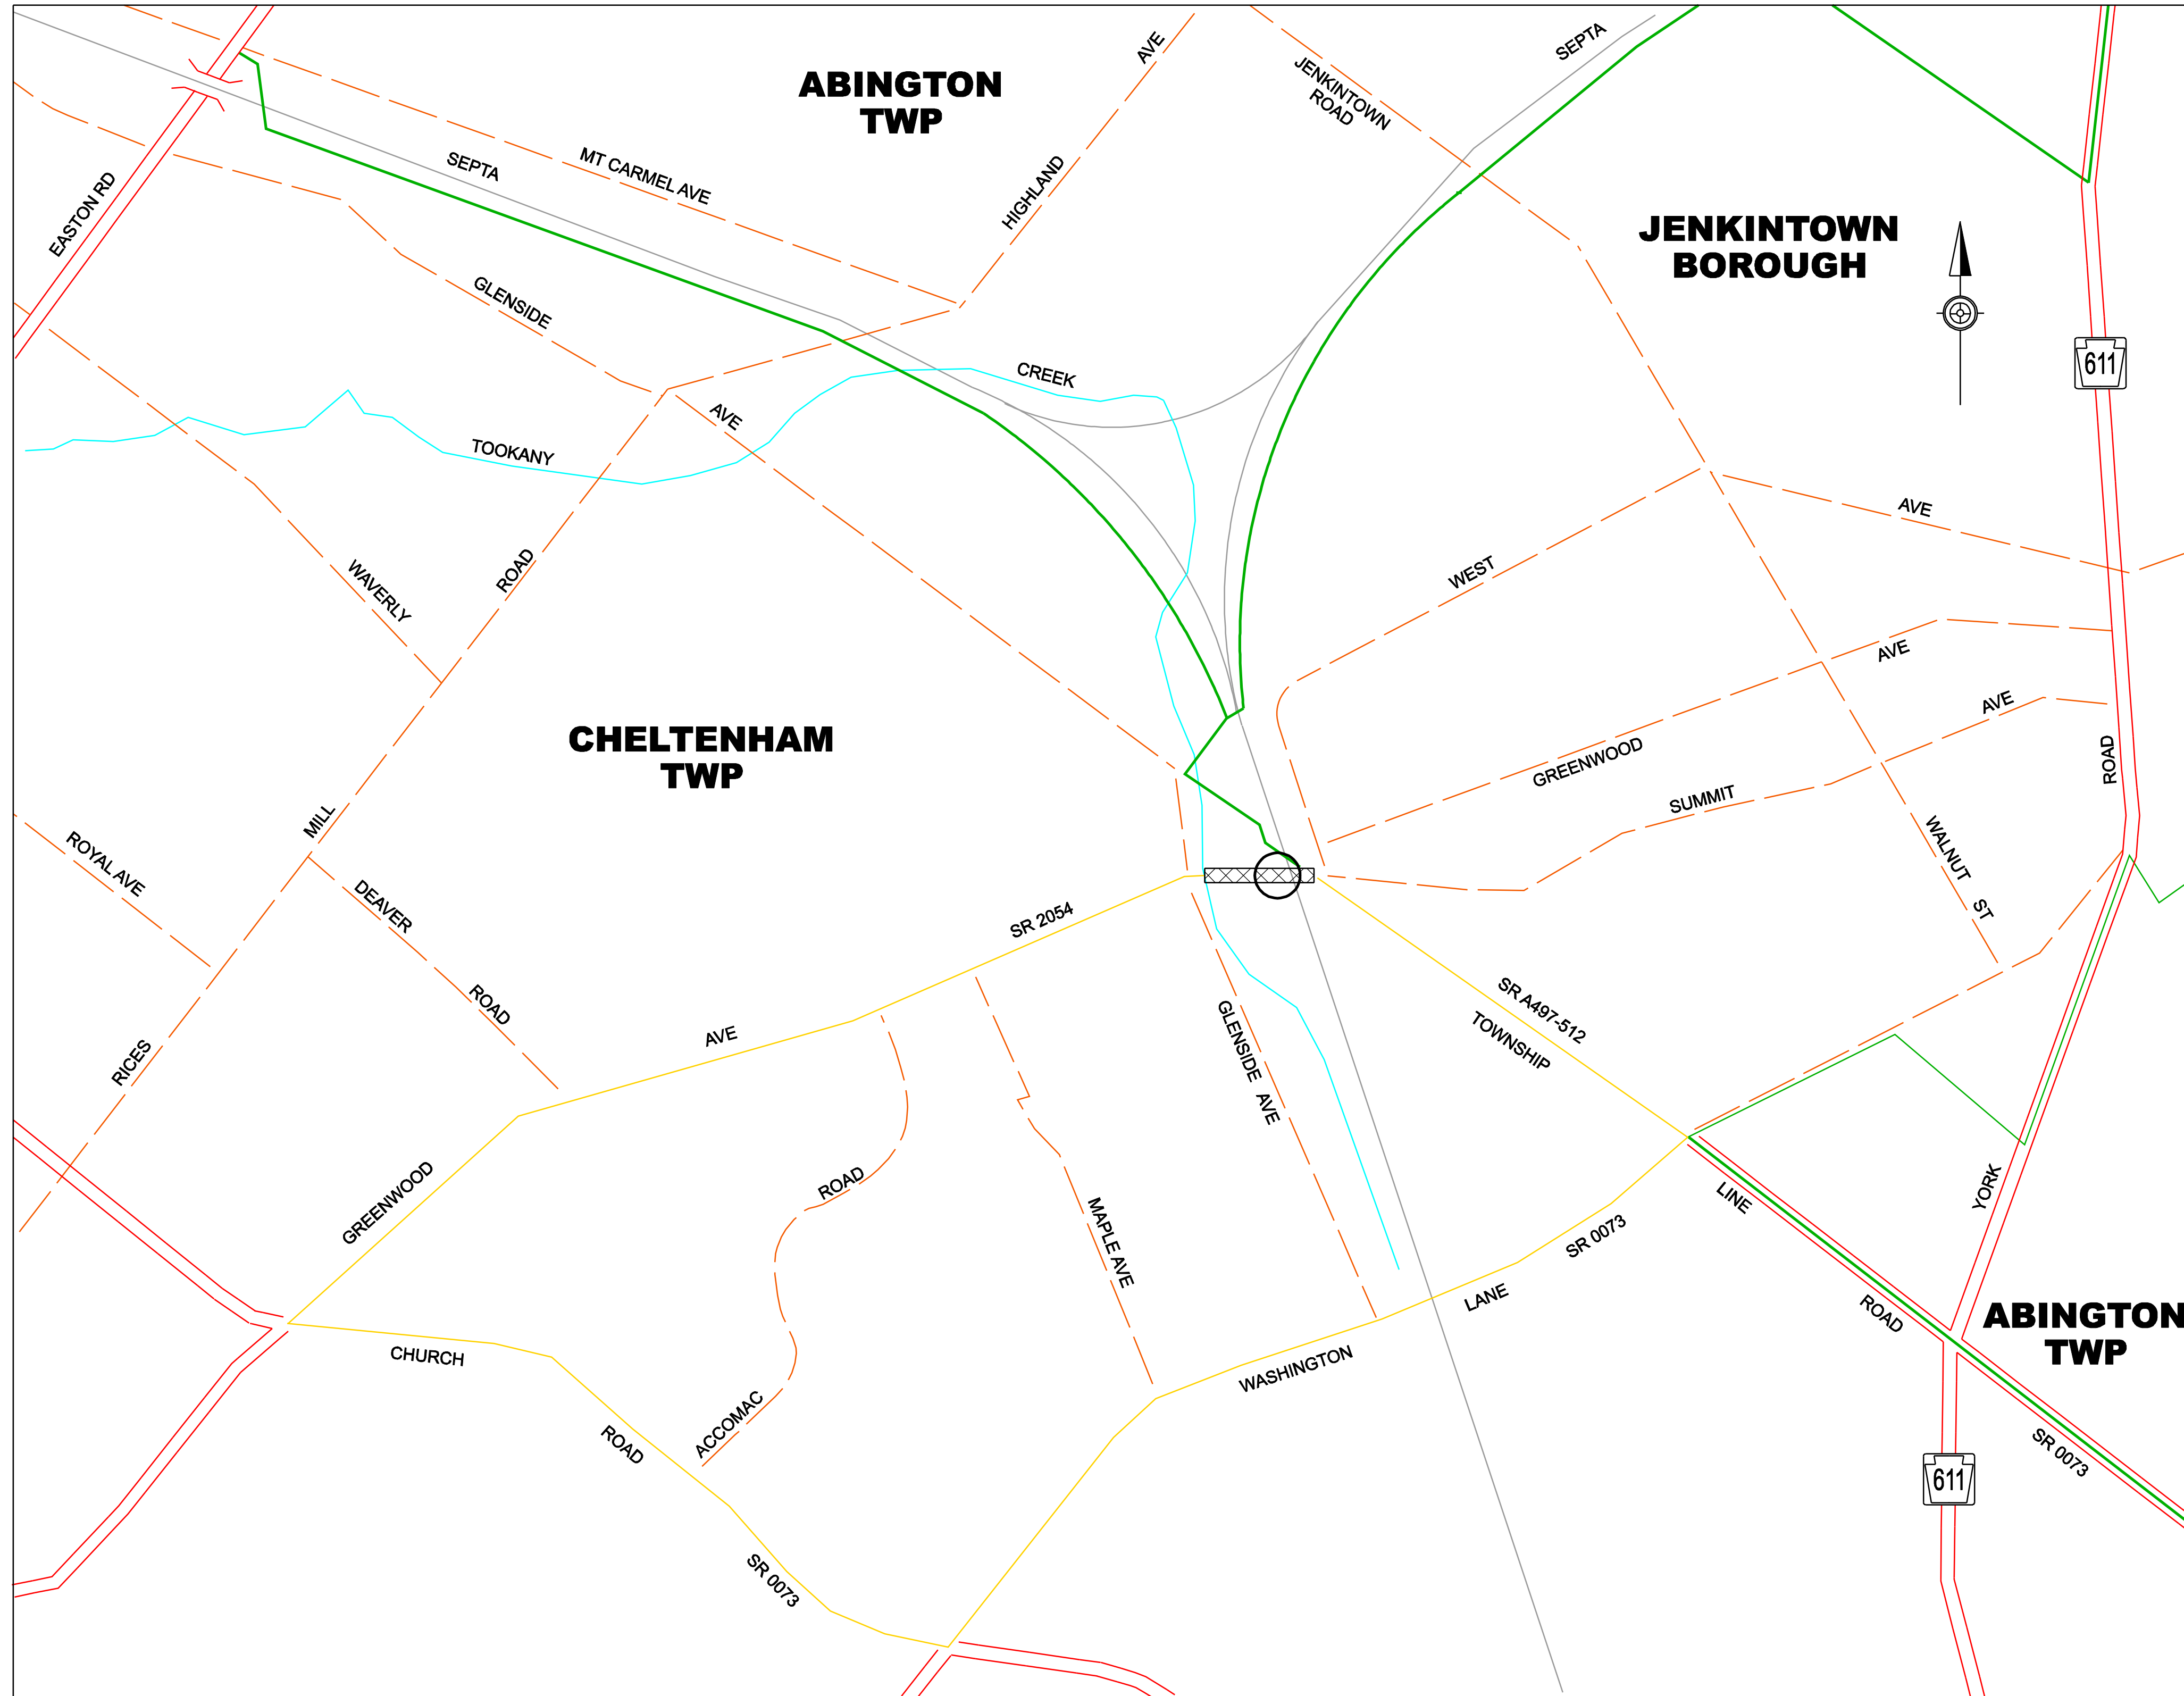 SEPTA
AVE
JENKINTOWN
ROAD
ABINGTON
TWP
SEPTA
MT CARMEL AVE
HIGHLAND
EASTON RD
JENKINTOWN
BOROUGH
GLENSIDE
611
CREEK
AVE
TOOKANY
AVE
WEST
ROAD
WAVERLY
AVE
AVE
CHELTENHAM
TWP
GREENWOOD
ROAD
SUMMIT
MILL
ROYAL AVE
WALNUT ST
DEAVER
SR 2054
ROAD
SR A497-512
TOWNSHIP
AVE
GLENSIDE AVE
RICES
ROAD
GREENWOOD
MAPLE AVE
YORK
LINE
SR 0073
LANE
ROAD
ABINGTON
TWP
CHURCH
WASHINGTON
ACCOMAC
ROAD
SR 0073
611
SR 0073